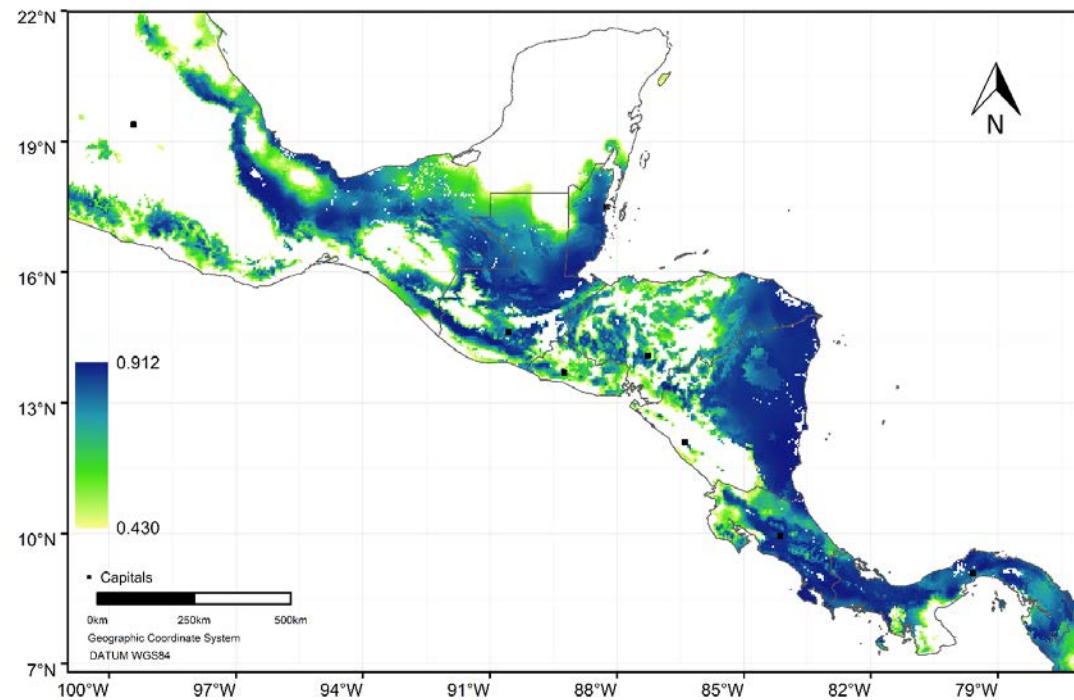 22°N
19°N
16°N
13°N
10°N
7°N
N
0.912
0.430
Capitals
0km 250km 500km
Geographic Coordinate System
DATUM WGS84
100°W 97°W 94°W 91°W 88°W 85°W 82°W 79°W